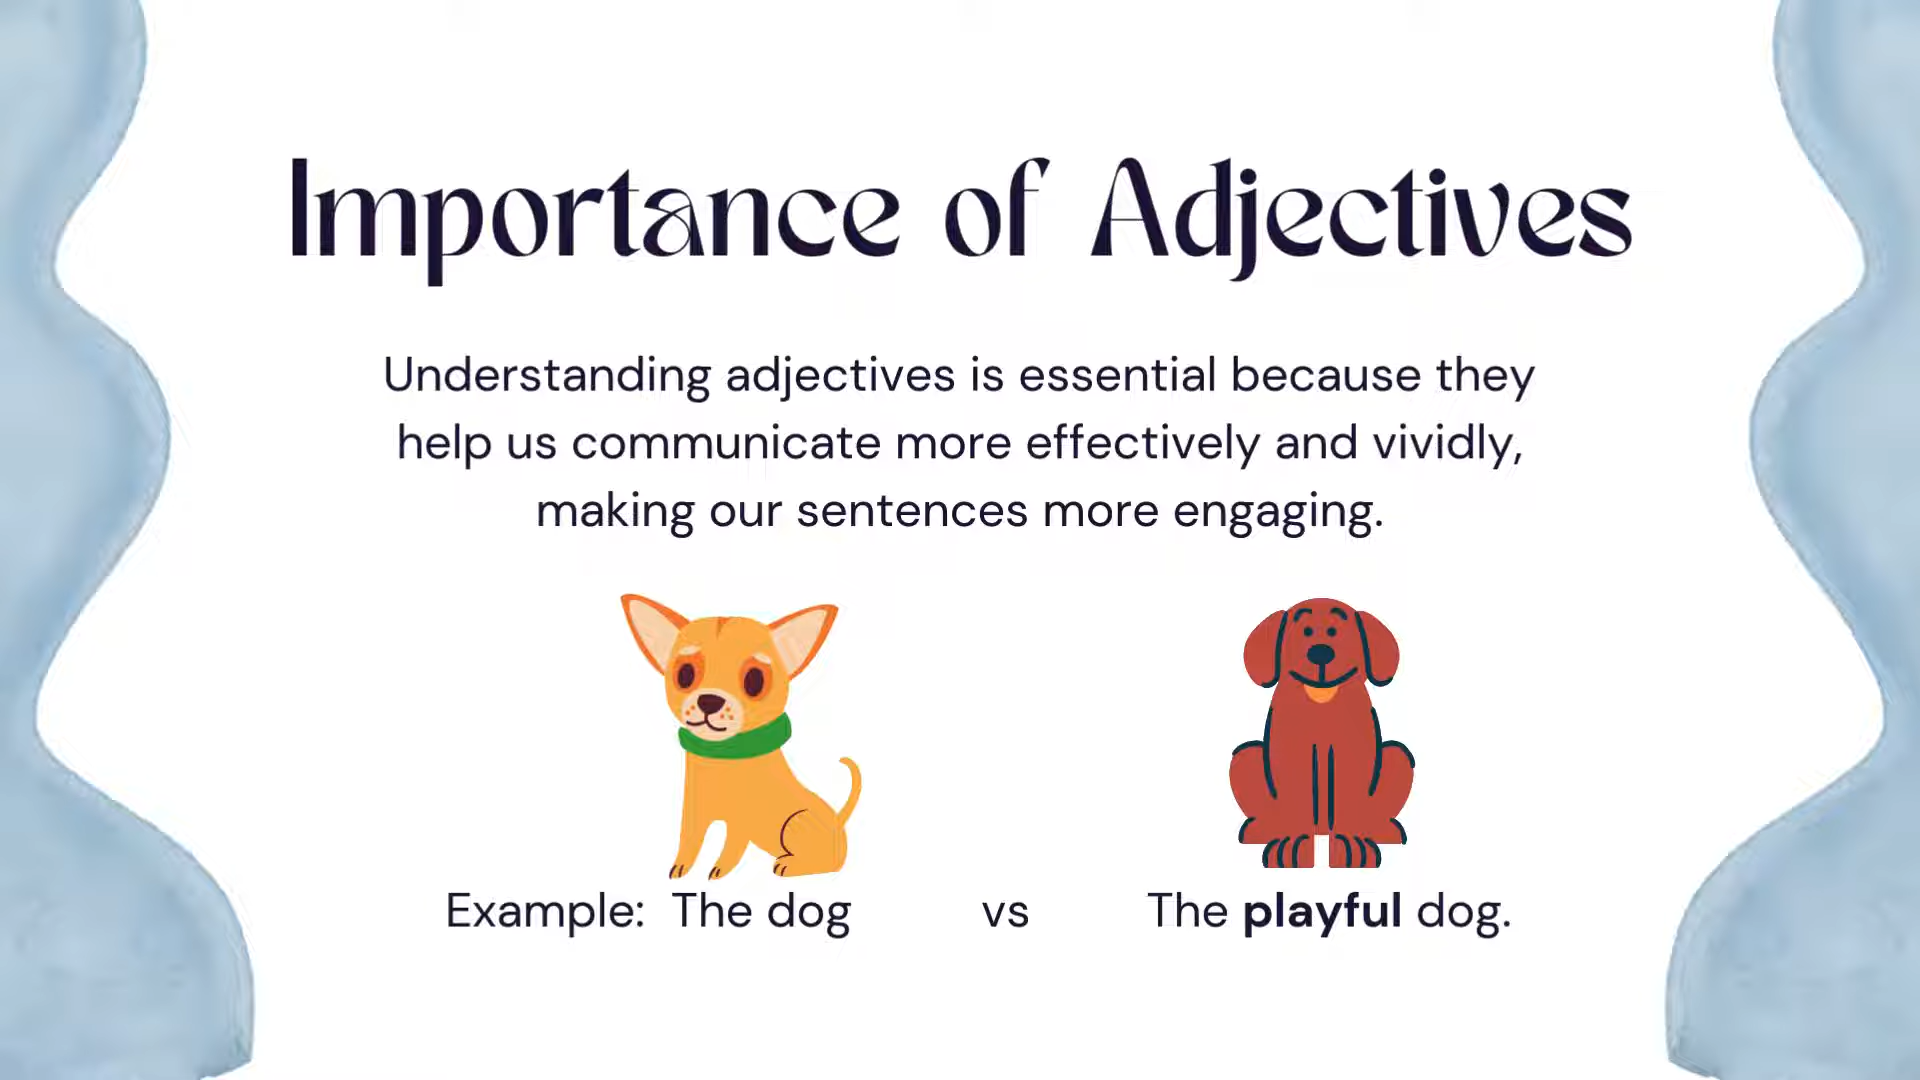 Importance of Adjectives
Understanding adjectives is essential because they
help us communicate more effectively and vividly,
making our sentences more engaging.
Example: The dog vs The playful dog.